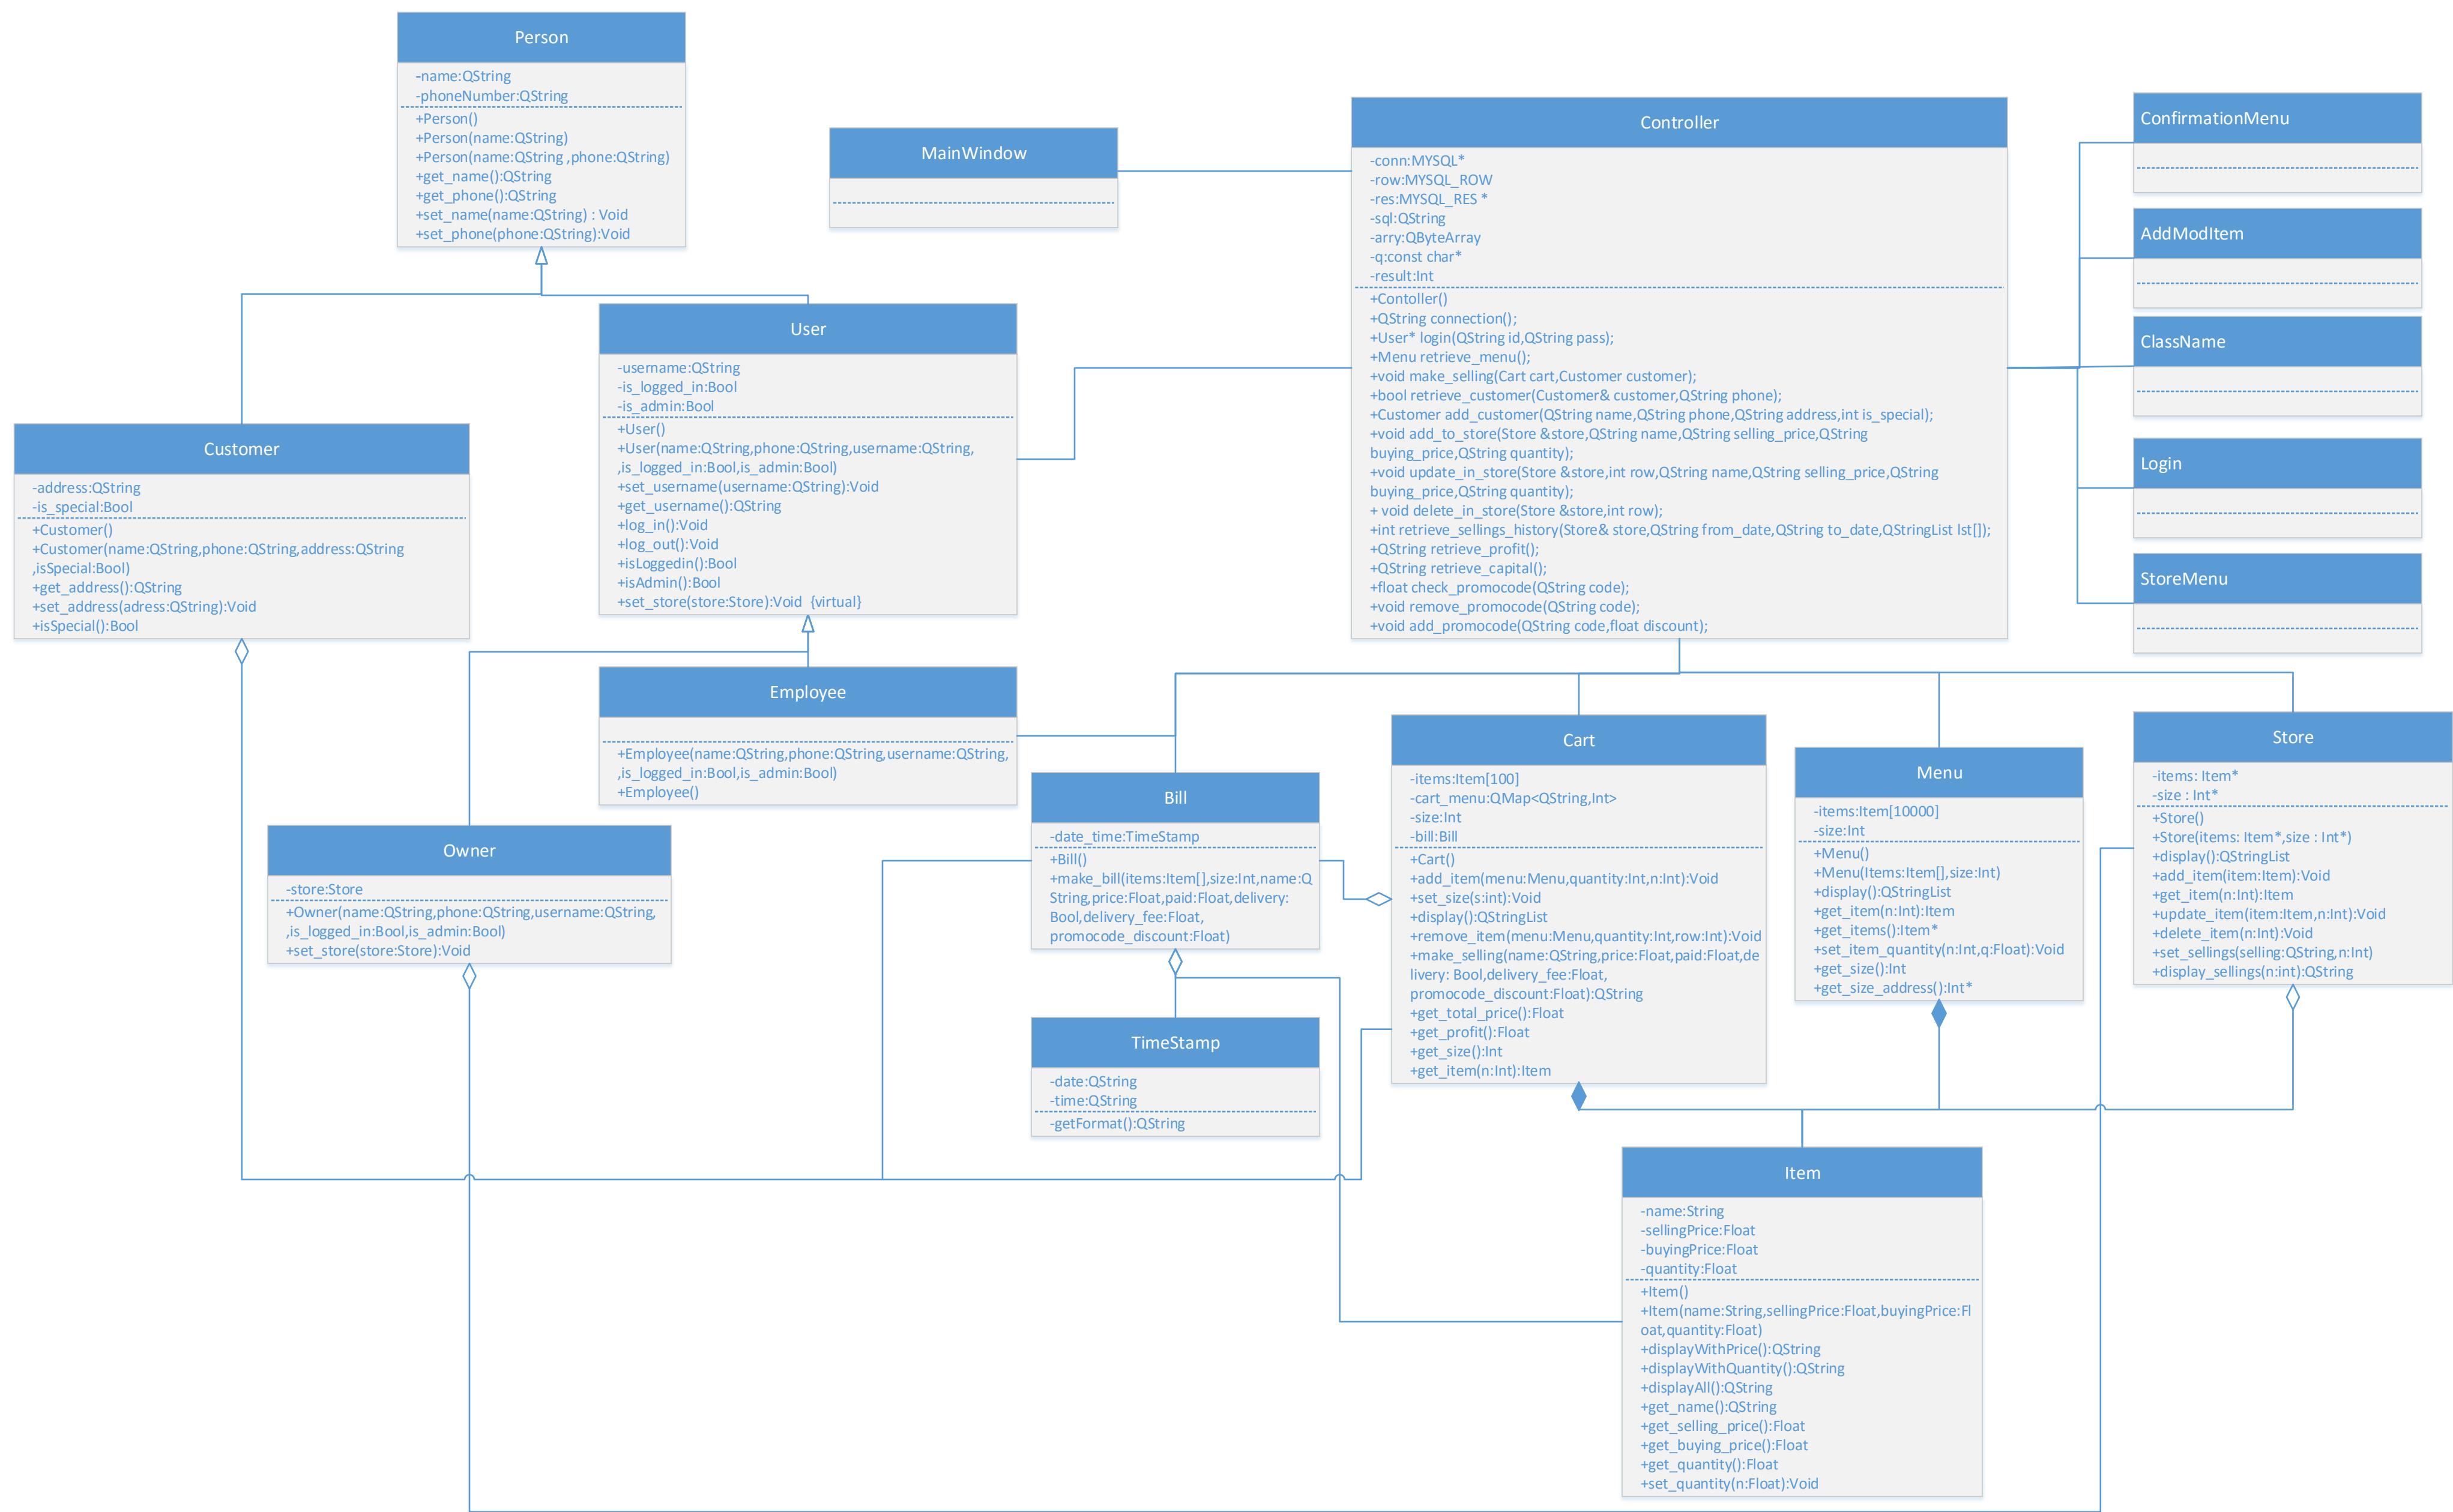 Person
-name:QString
-phoneNumber:QString
+Person()
+Person(name:QString)
+Person(name:QString ,phone:QString)
+get_name():QString
+get_phone():QString
+set_name(name:QString) : Void
+set_phone(phone:QString):Void
MainWindow
Controller
-conn:MYSQL*
-row:MYSQL_ROW
-res:MYSQL_RES *
-sql:QString
-arry:QByteArray
-q:const char*
-result:Int
+Contoller()
+QString connection();
+User* login(QString id,QString pass);
+Menu retrieve_menu();
+void make_selling(Cart cart,Customer customer);
+bool retrieve_customer(Customer& customer,QString phone);
+Customer add_customer(QString name,QString phone,QString address,int is_special);
+void add_to_store(Store &store,QString name,QString selling_price,QString
buying_price,QString quantity);
+void update_in_store(Store &store,int row,QString name,QString selling_price,QString
buying_price,QString quantity);
+ void delete_in_store(Store &store,int row);
+int retrieve_sellings_history(Store& store,QString from_date,QString to_date,QStringList lst[]);
+QString retrieve_profit();
+QString retrieve_capital();
+float check_promocode(QString code);
+void remove_promocode(QString code);
+void add_promocode(QString code,float discount);
ConfirmationMenu
AddModItem
ClassName
Login
StoreMenu
User
-username:QString
-is_logged_in:Bool
-is_admin:Bool
+User()
+User(name:QString,phone:QString,username:QString,
,is_logged_in:Bool,is_admin:Bool)
+set_username(username:QString):Void
+get_username():QString
+log_in():Void
+log_out():Void
+isLoggedin():Bool
+isAdmin():Bool
+set_store(store:Store):Void  {virtual}
Customer
-address:QString
-is_special:Bool
+Customer()
+Customer(name:QString,phone:QString,address:QString
,isSpecial:Bool)
+get_address():QString
+set_address(adress:QString):Void
+isSpecial():Bool
Employee
+Employee(name:QString,phone:QString,username:QString,
,is_logged_in:Bool,is_admin:Bool)
+Employee()
Owner
-store:Store
+Owner(name:QString,phone:QString,username:QString,
,is_logged_in:Bool,is_admin:Bool)
+set_store(store:Store):Void
Bill
-date_time:TimeStamp
+Bill()
+make_bill(items:Item[],size:Int,name:Q
String,price:Float,paid:Float,delivery:
Bool,delivery_fee:Float,
promocode_discount:Float)
Cart
-items:Item[100]
-cart_menu:QMap<QString,Int>
-size:Int
-bill:Bill
+Cart()
+add_item(menu:Menu,quantity:Int,n:Int):Void
+set_size(s:int):Void
+display():QStringList
+remove_item(menu:Menu,quantity:Int,row:Int):Void
+make_selling(name:QString,price:Float,paid:Float,de
livery: Bool,delivery_fee:Float,
promocode_discount:Float):QString
+get_total_price():Float
+get_profit():Float
+get_size():Int
+get_item(n:Int):Item
Menu
-items:Item[10000]
-size:Int
+Menu()
+Menu(Items:Item[],size:Int)
+display():QStringList
+get_item(n:Int):Item
+get_items():Item*
+set_item_quantity(n:Int,q:Float):Void
+get_size():Int
+get_size_address():Int*
Store
-items: Item*
-size : Int*
+Store()
+Store(items: Item*,size : Int*)
+display():QStringList
+add_item(item:Item):Void
+get_item(n:Int):Item
+update_item(item:Item,n:Int):Void
+delete_item(n:Int):Void
+set_sellings(selling:QString,n:Int)
+display_sellings(n:int):QString
TimeStamp
-date:QString
-time:QString
-getFormat():QString
Item
-name:String
-sellingPrice:Float
-buyingPrice:Float
-quantity:Float
+Item()
+Item(name:String,sellingPrice:Float,buyingPrice:Fl
oat,quantity:Float)
+displayWithPrice():QString
+displayWithQuantity():QString
+displayAll():QString
+get_name():QString
+get_selling_price():Float
+get_buying_price():Float
+get_quantity():Float
+set_quantity(n:Float):Void